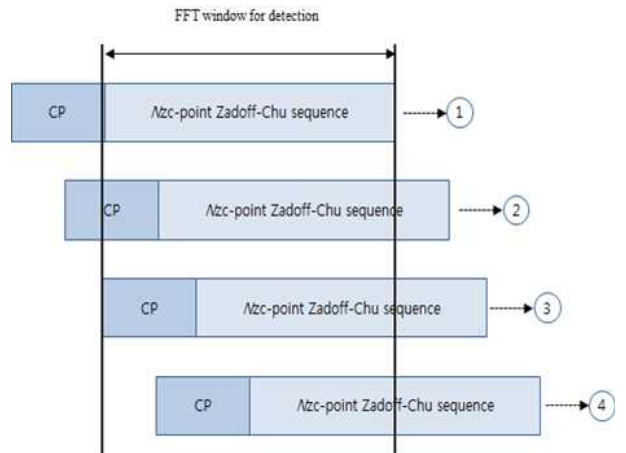 FFT window for detection
CP Nzc-point Zadoff-Chu sequence 1
CP Nzc-point Zadoff-Chu sequence 2
CP Nzc-point Zadoff-Chu sequence 3
CP Nzc-point Zadoff-Chu sequence 4